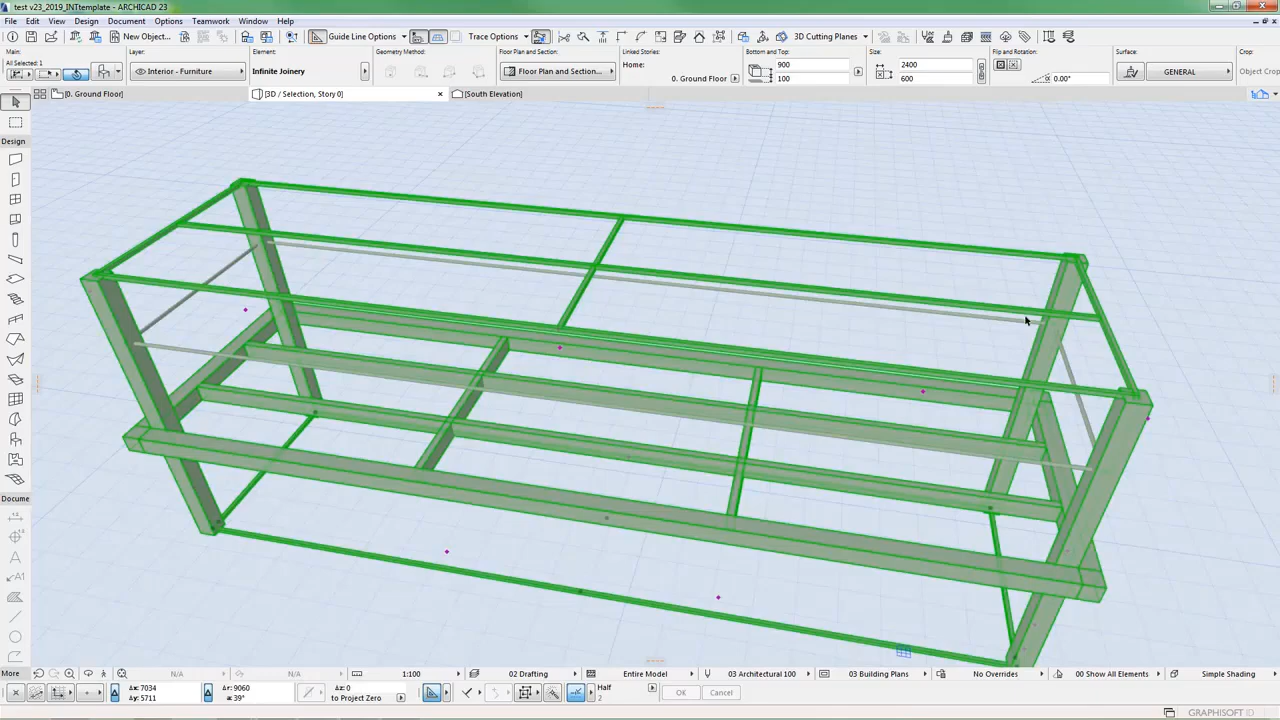 test v23_2019_INTtemplate - ARCHICAD 23
File Edit View Design Document Options Teamwork Window Help
New Object... Guide Line Options Trace Options 3D Cutting Planes
Main: Layer: Element: Geometry Method: Floor Plan and Section: Linked Stories: Bottom and Top: Size: Flip and Rotation: Surface: Crop:
All Selected: 1 Interior - Furniture Infinite Joinery Floor Plan and Section... Home: 0. Ground Floor 900 100 2400 600 0.00° GENERAL Object Crop
[0. Ground Floor] [3D / Selection, Story 0] [South Elevation]
Design
Docume
More N/A N/A 1:100 02 Drafting Entire Model 03 Architectural 100 03 Building Plans No Overrides 00 Show All Elements Simple Shading
Δx: 7034 Δr: 9060 Δz: 0 Half OK Cancel
Δy: 5711 α: 39° to Project Zero 2
GRAPHISOFT ID